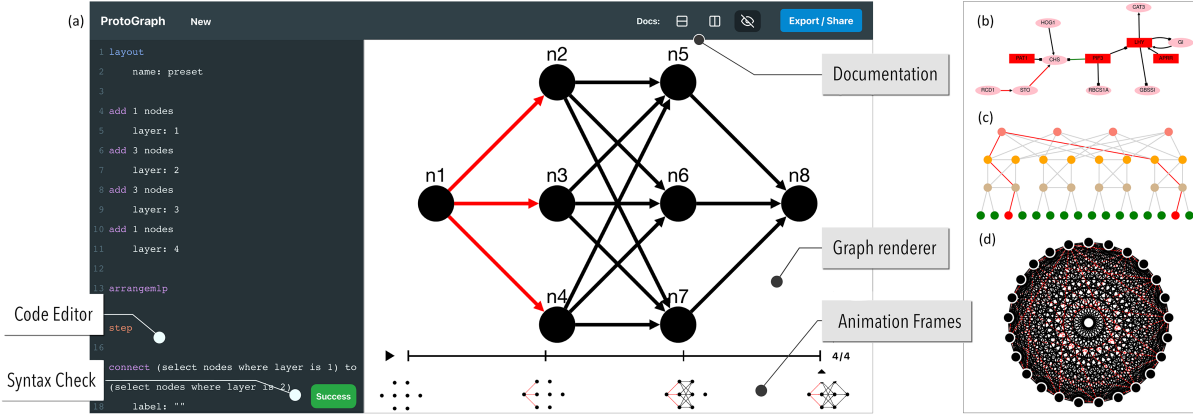 (a)
ProtoGraph New Docs: Export / Share
1 layout
2 name: preset
3
4 add 1 nodes
5 layer: 1
6 add 3 nodes
7 layer: 2
8 add 3 nodes
9 layer: 3
10 add 1 nodes
11 layer: 4
12
13 arrangemlp
step
16
connect (select nodes where layer is 1) to
(select nodes where layer is 2)
18 label: ""
Success
Code Editor
Syntax Check
n1
n2
n3
n4
n5
n6
n7
n8
4/4
Documentation
Graph renderer
Animation Frames
(b)
CAT3
HOG1
GI
CHS
RCD1
STO
RBCS1A
GBSSI
(c)
(d)